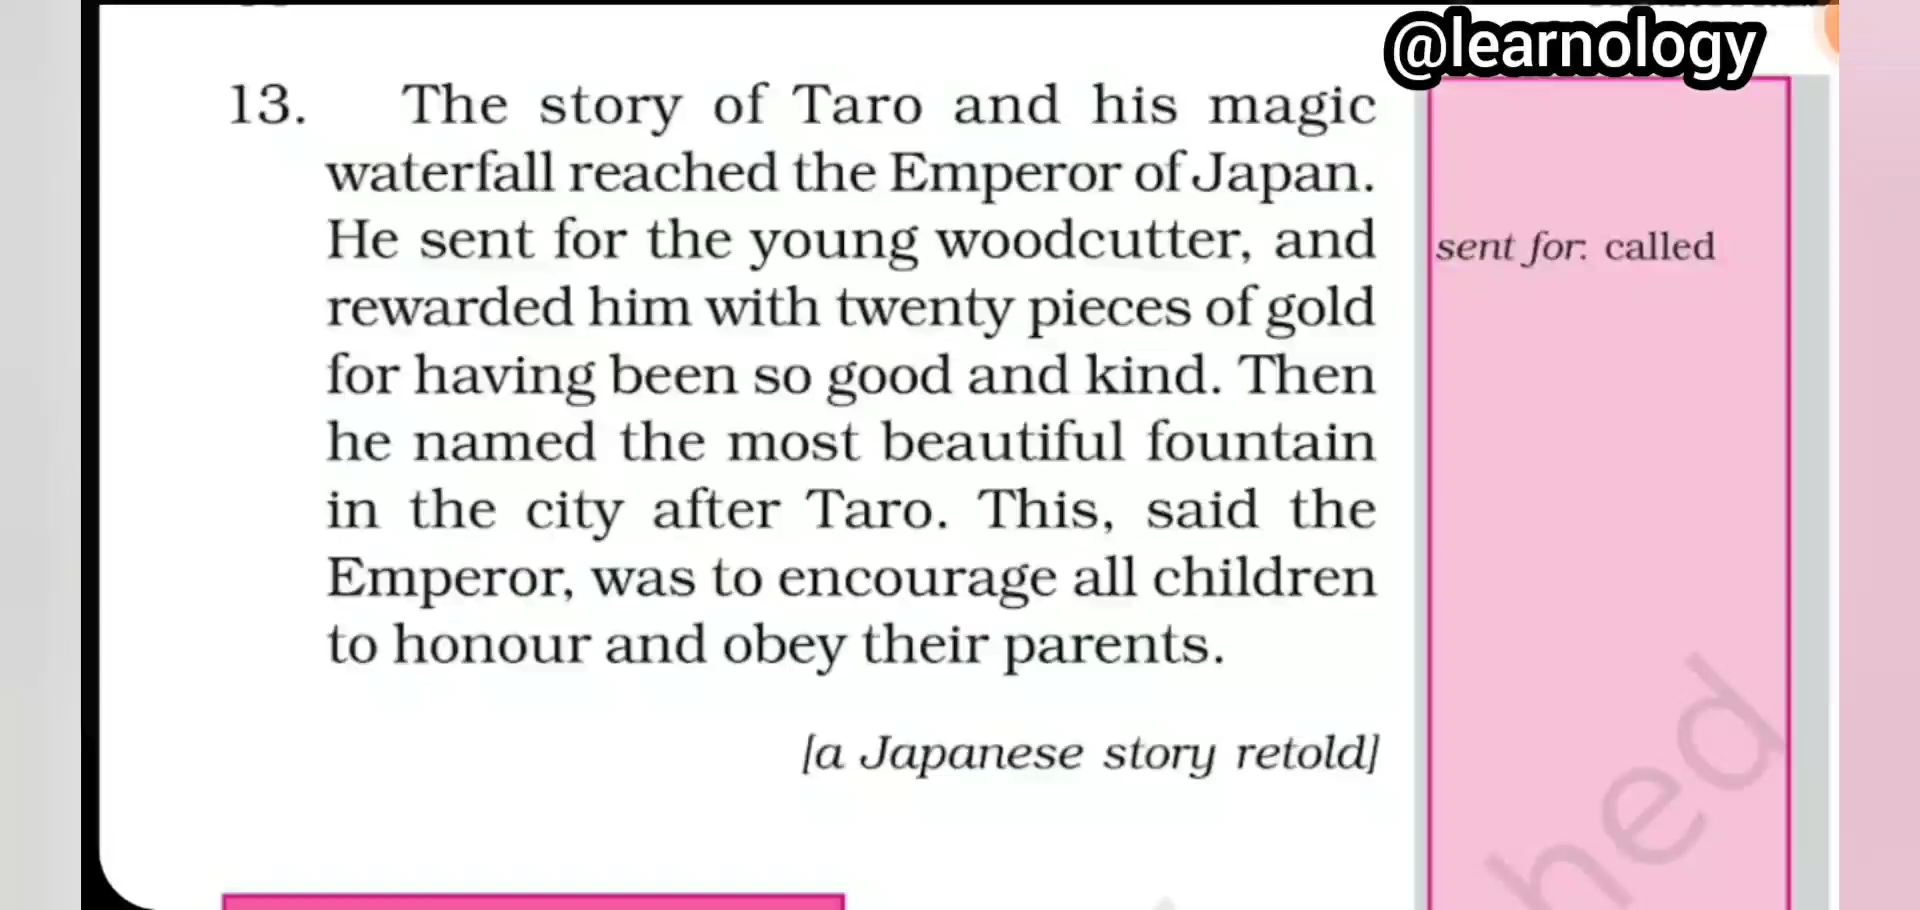 @learnology
13. The story of Taro and his magic
waterfall reached the Emperor of Japan.
He sent for the young woodcutter, and
sent for: called
rewarded him with twenty pieces of gold
for having been so good and kind. Then
he named the most beautiful fountain
in the city after Taro. This, said the
Emperor, was to encourage all children
to honour and obey their parents.
[a Japanese story retold]
hed